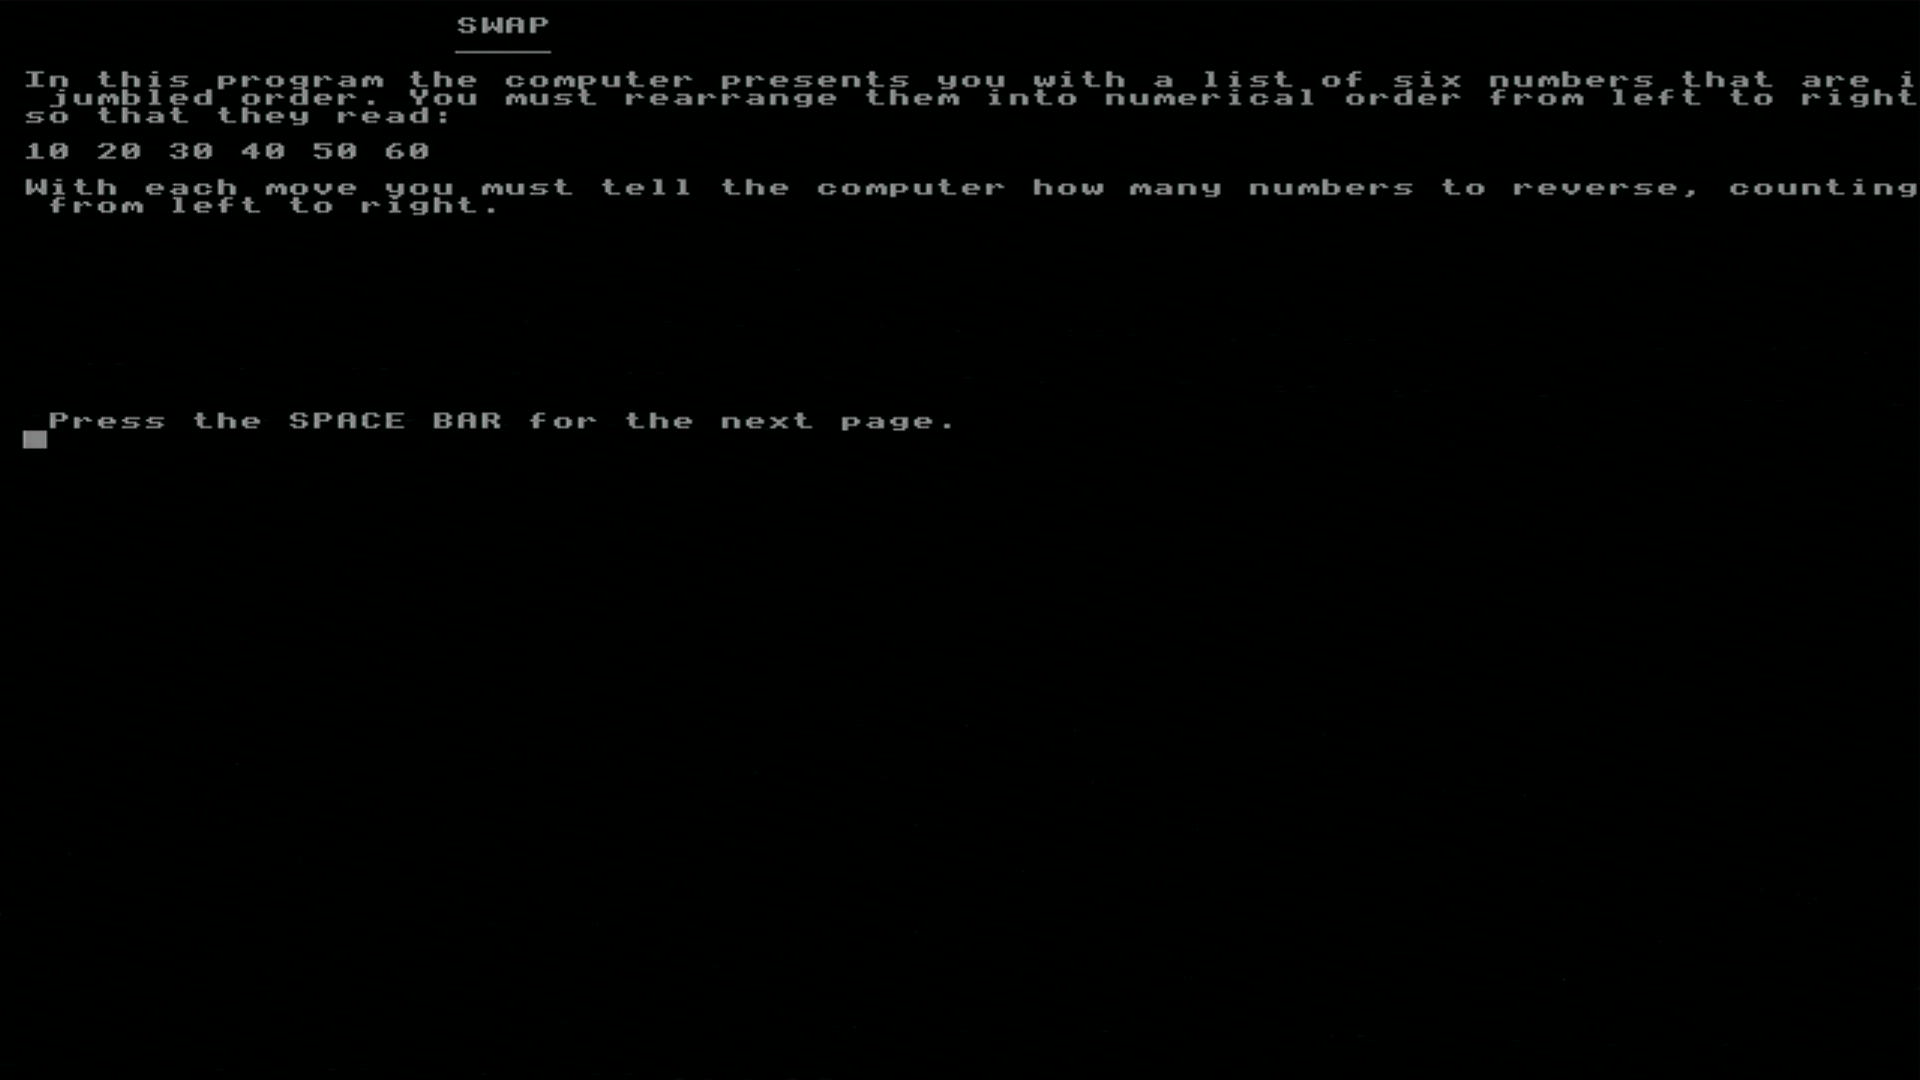 SWAP
In this program the computer presents you with a list of six numbers that are i
jumbled order. You must rearrange them into numerical order from left to right
so that they read:
10 20 30 40 50 60
With each move you must tell the computer how many numbers to reverse, counting
from left to right.
Press the SPACE BAR for the next page.